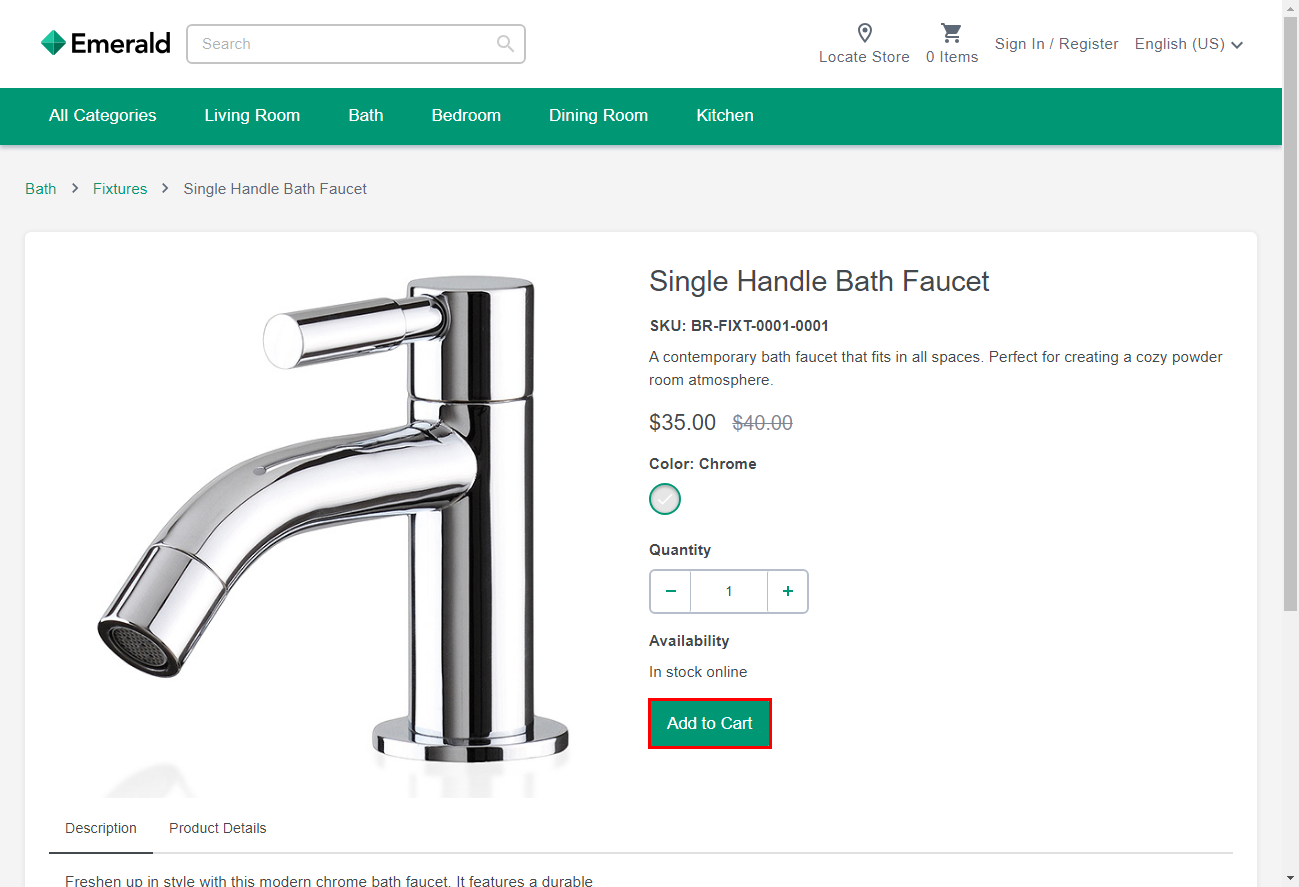 Emerald
Search
Locate Store
0 Items
Sign In / Register
English (US)
All Categories
Living Room
Bath
Bedroom
Dining Room
Kitchen
Bath > Fixtures > Single Handle Bath Faucet
Single Handle Bath Faucet
SKU: BR-FIXT-0001-0001
A contemporary bath faucet that fits in all spaces. Perfect for creating a cozy powder
room atmosphere.
$35.00 $40.00
Color: Chrome
Quantity
− 1 +
Availability
In stock online
Add to Cart
Description
Product Details
Freshen up in style with this modern chrome bath faucet. It features a durable